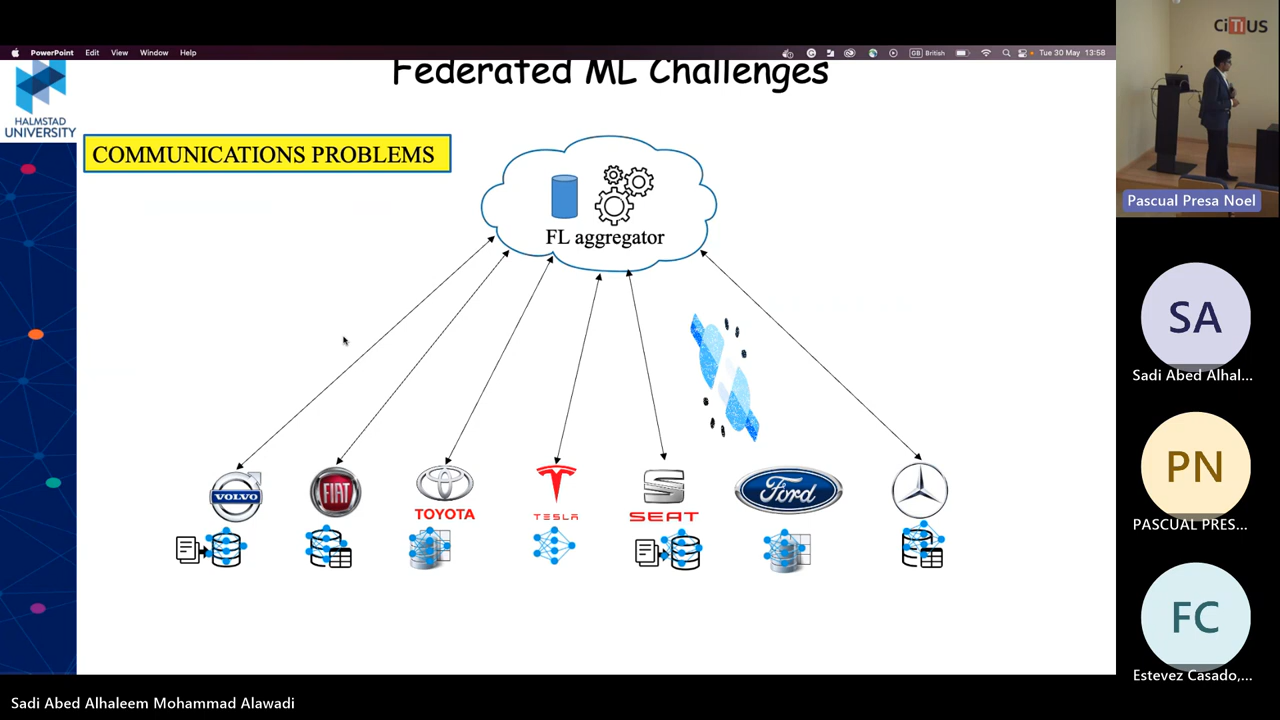 PowerPoint Edit View Window Help
British Tue 30 May 13:58
CiTIUS
Federated ML Challenges
HALMSTAD
UNIVERSITY
COMMUNICATIONS PROBLEMS
FL aggregator
Pascual Presa Noel
SA
Sadi Abed Alhal...
VOLVO
FIAT
TOYOTA
TESLA
SEAT
Ford
PN
PASCUAL PRES...
FC
Estevez Casado,...
Sadi Abed Alhaleem Mohammad Alawadi